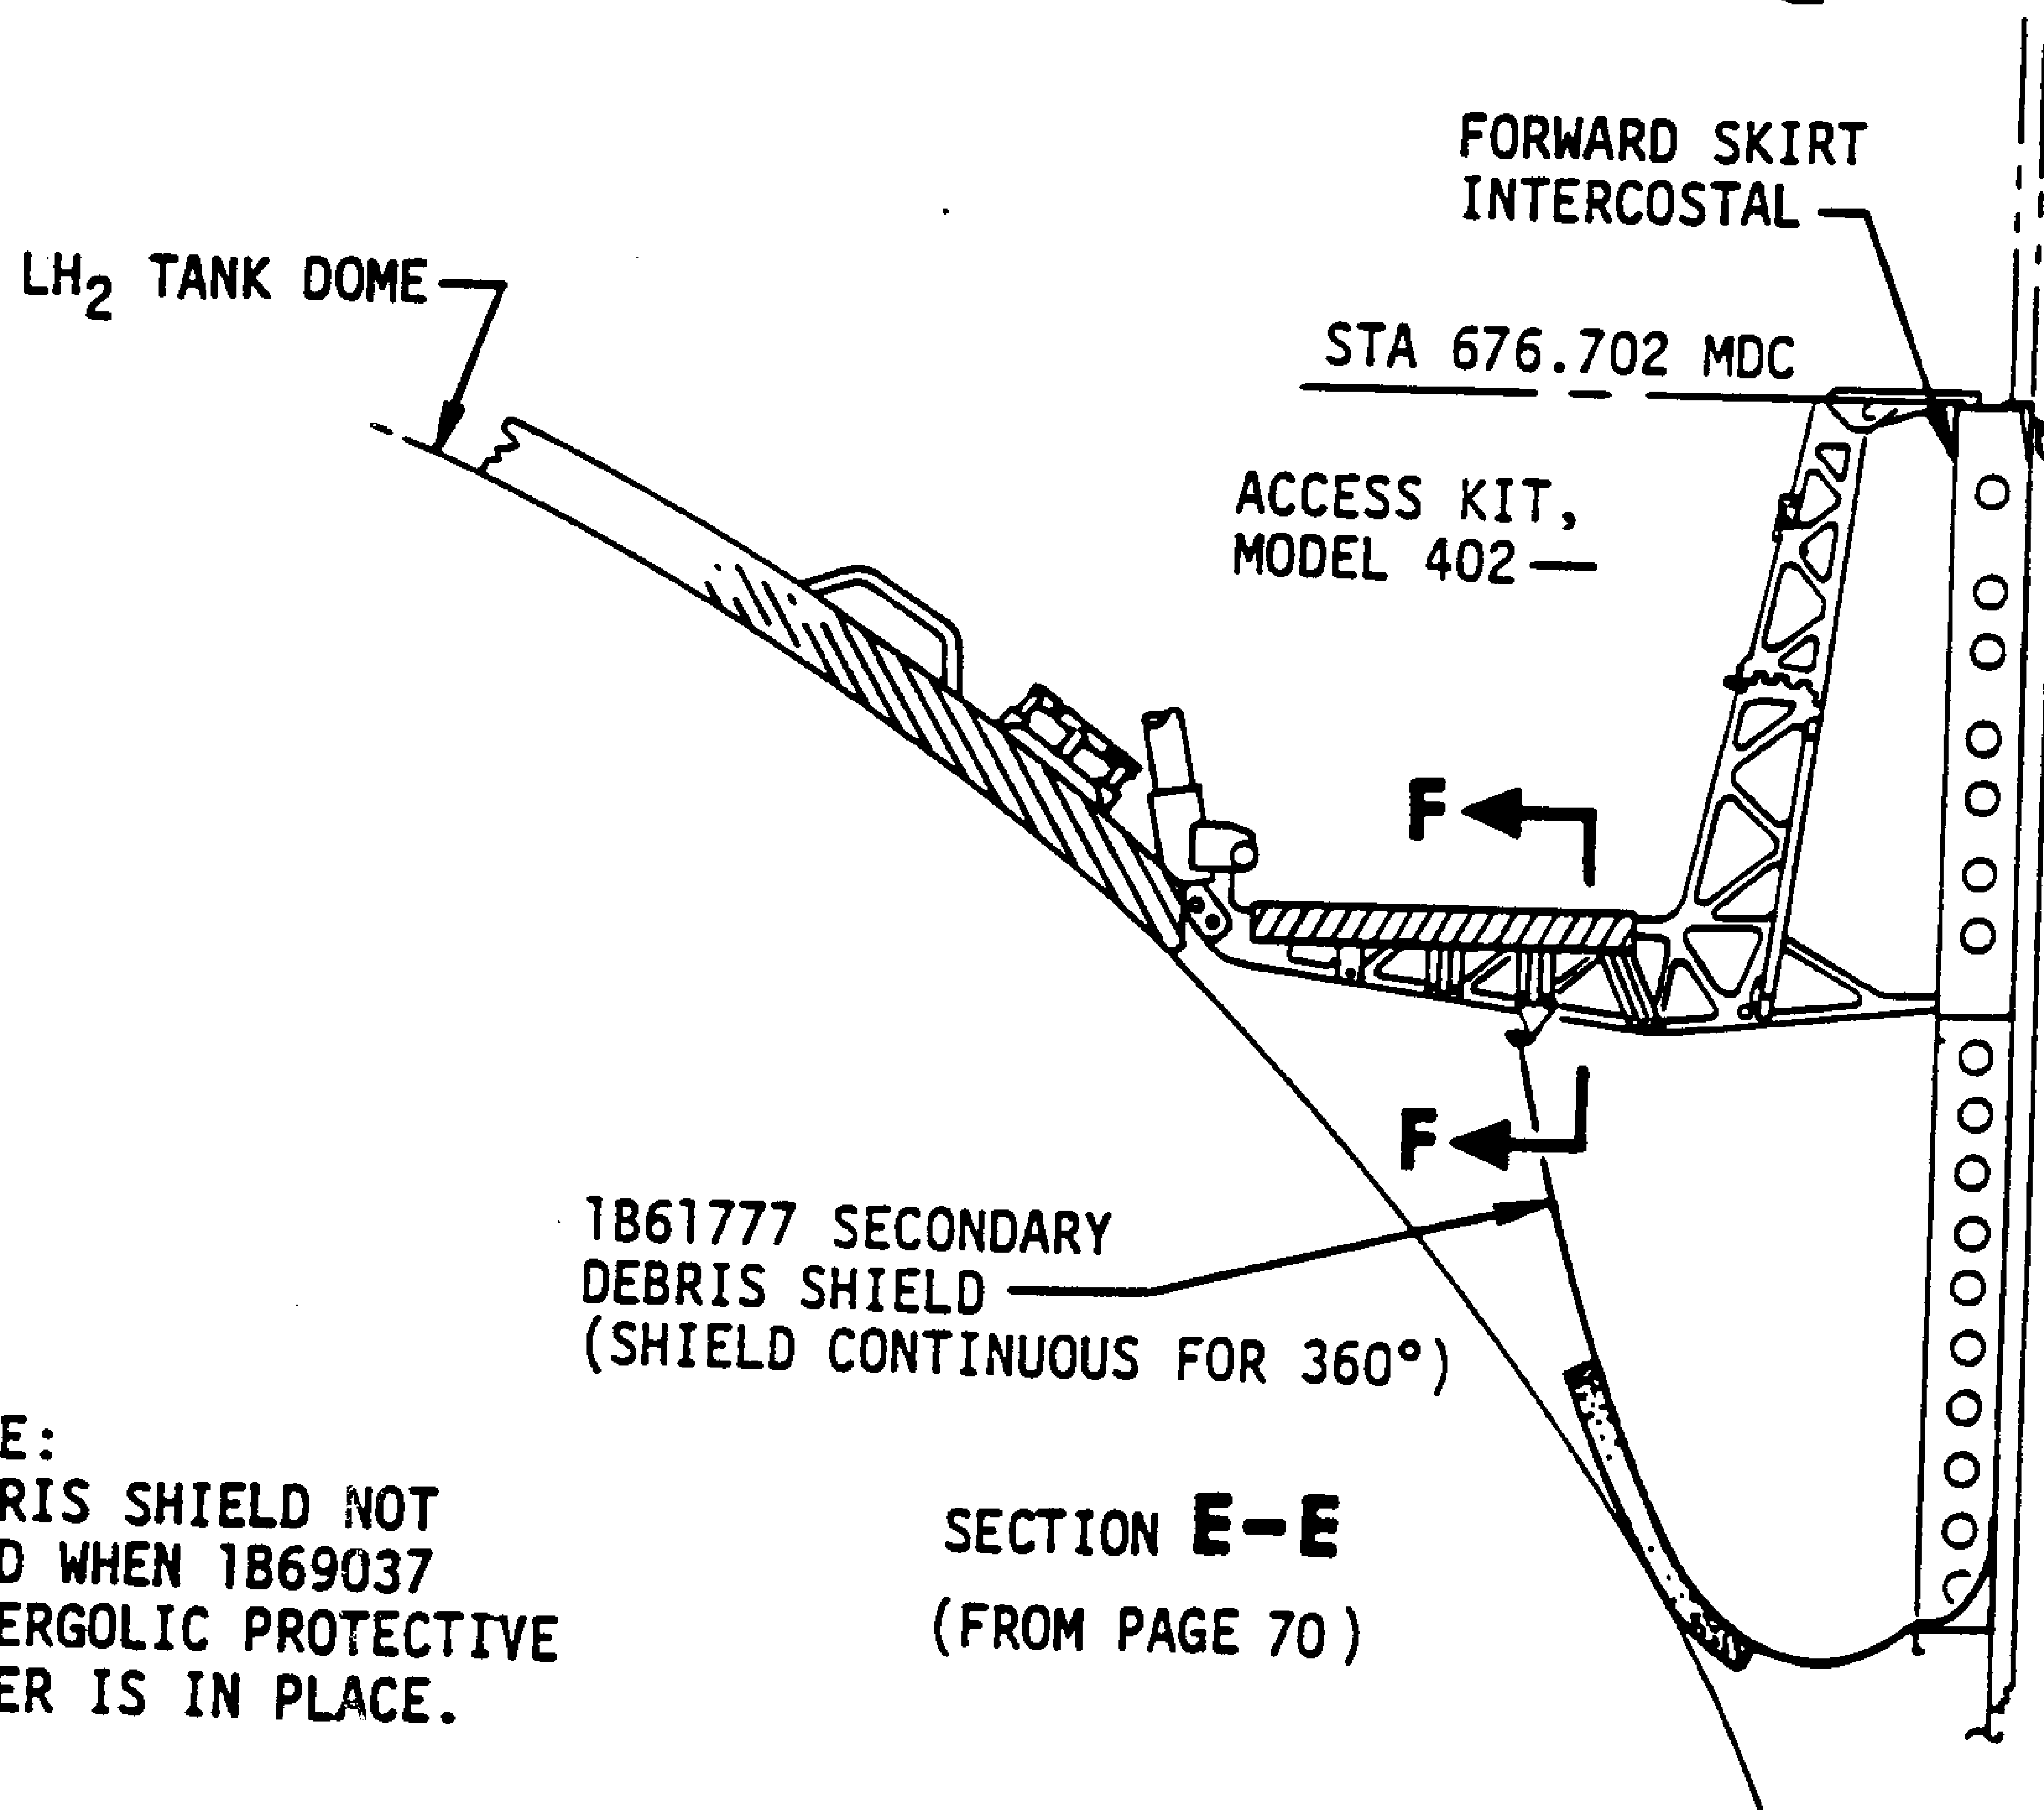 FORWARD SKIRT
INTERCOSTAL
LH₂ TANK DOME
STA 676.702 MDC
ACCESS KIT,
MODEL 402
F
F
1B61777 SECONDARY
DEBRIS SHIELD
(SHIELD CONTINUOUS FOR 360°)
E:
RIS SHIELD NOT
D WHEN 1B69037
ERGOLIC PROTECTIVE
ER IS IN PLACE.
SECTION E-E
(FROM PAGE 70)